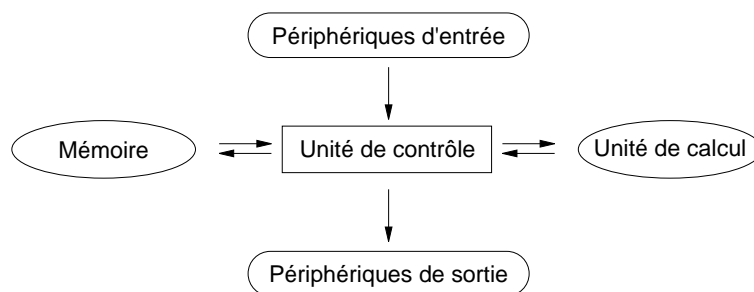 Périphériques d'entrée
Mémoire
Unité de contrôle
Unité de calcul
Périphériques de sortie